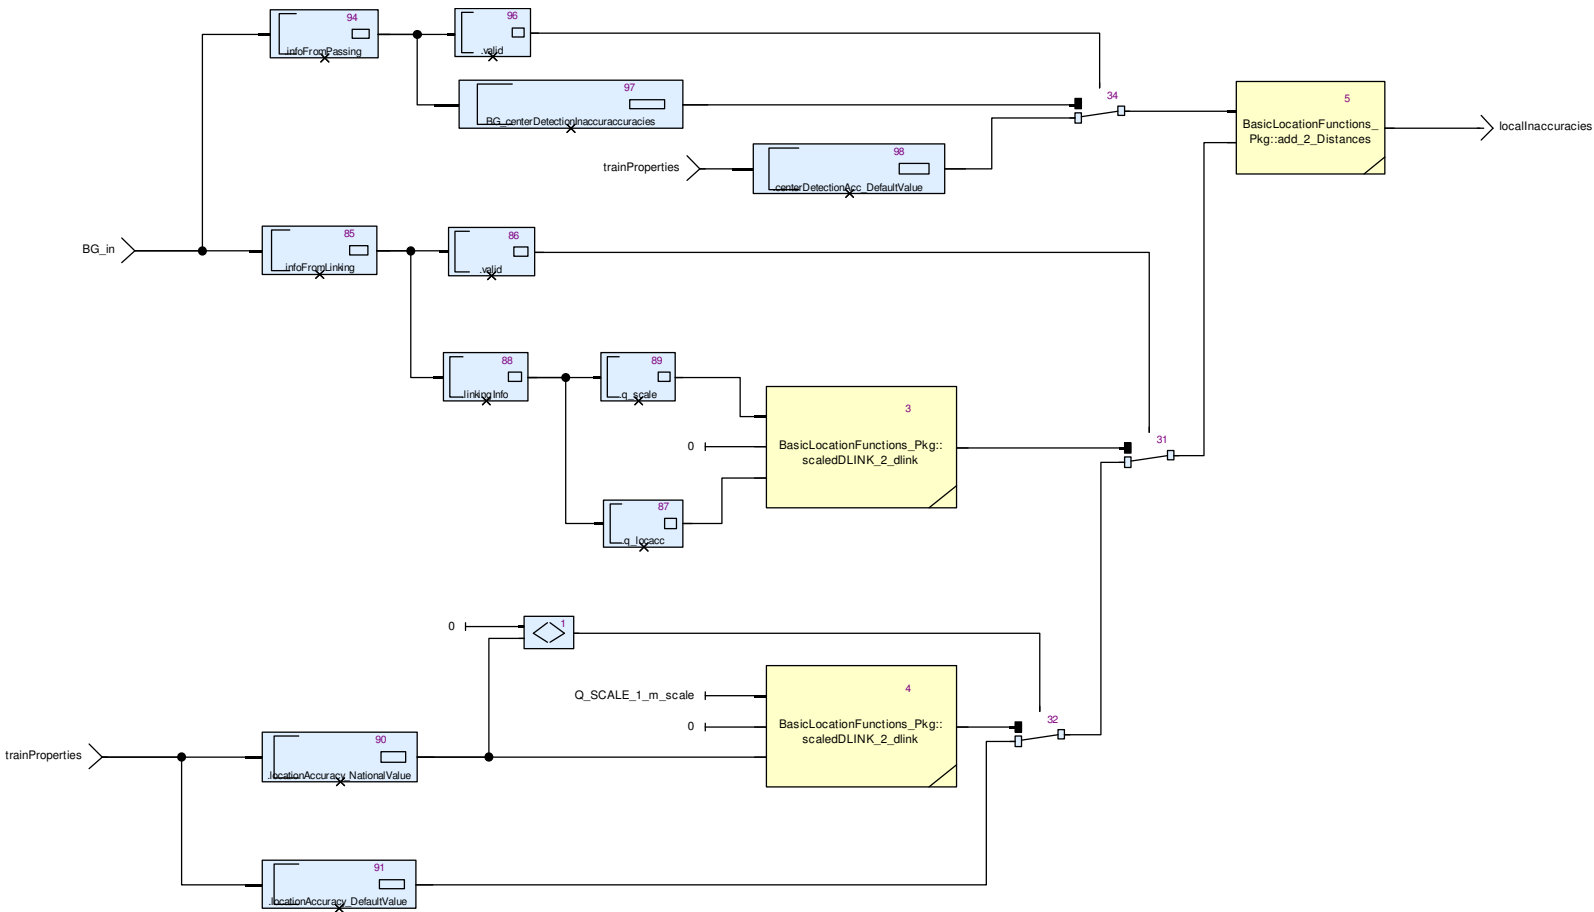 94
.infoFromPassing
96
.valid
97
.BG_centerDetectionInaccuraccuracies
34
5
BasicLocationFunctions_
Pkg::add_2_Distances
localInaccuracies
trainProperties
98
.centerDetectionAcc_DefaultValue
BG_in
85
.infoFromLinking
86
.valid
88
.linkingInfo
89
.q_scale
3
0
BasicLocationFunctions_Pkg::
scaledDLINK_2_dlink
31
87
.q_locacc
0
1
Q_SCALE_1_m_scale
4
0
BasicLocationFunctions_Pkg::
scaledDLINK_2_dlink
32
trainProperties
90
.locationAccuracy_NationalValue
91
.locationAccuracy_DefaultValue